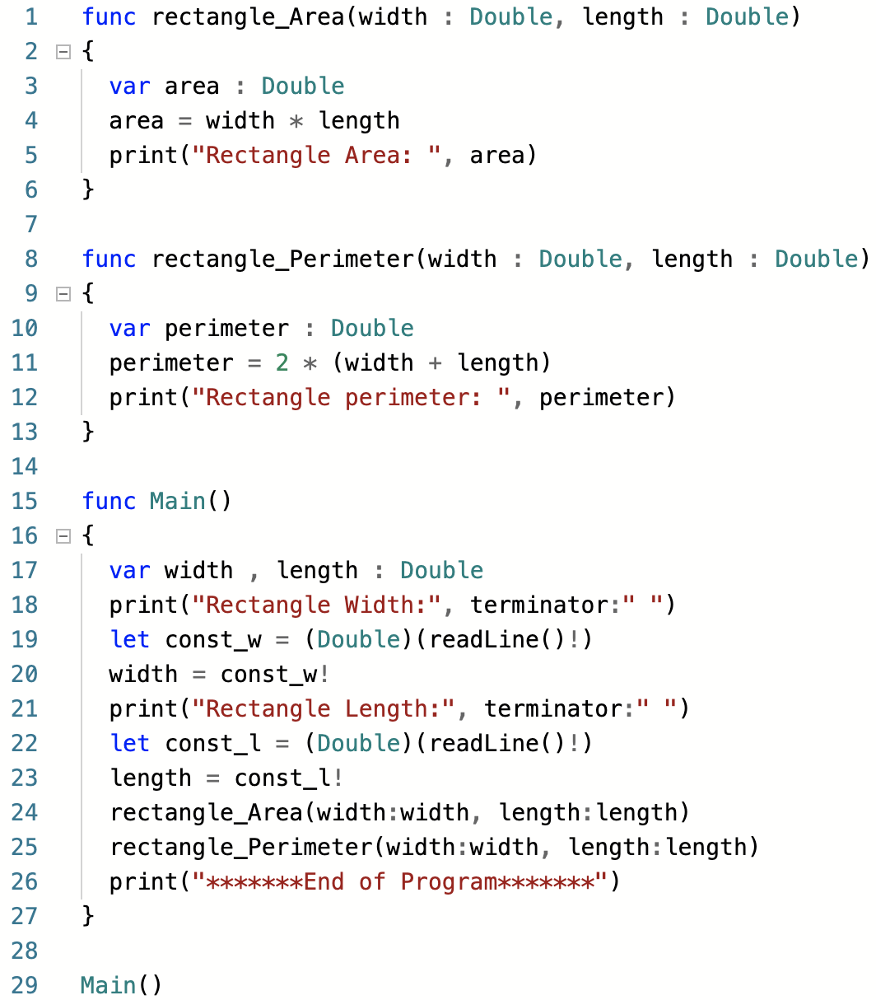 1 func rectangle_Area(width : Double, length : Double)
2 {
3 var area : Double
4 area = width * length
5 print("Rectangle Area: ", area)
6 }
7
8 func rectangle_Perimeter(width : Double, length : Double)
9 {
10 var perimeter : Double
11 perimeter = 2 * (width + length)
12 print("Rectangle perimeter: ", perimeter)
13 }
14
15 func Main()
16 {
17 var width , length : Double
18 print("Rectangle Width:", terminator:" ")
19 let const_w = (Double)(readLine()!)
20 width = const_w!
21 print("Rectangle Length:", terminator:" ")
22 let const_l = (Double)(readLine()!)
23 length = const_l!
24 rectangle_Area(width:width, length:length)
25 rectangle_Perimeter(width:width, length:length)
26 print("*******End of Program*******")
27 }
28
29 Main()